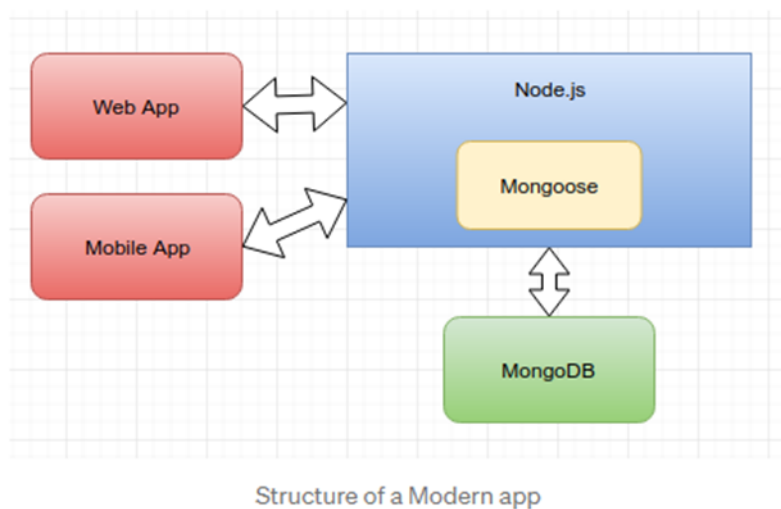 Web App
Node.js
Mongoose
Mobile App
MongoDB
Structure of a Modern app